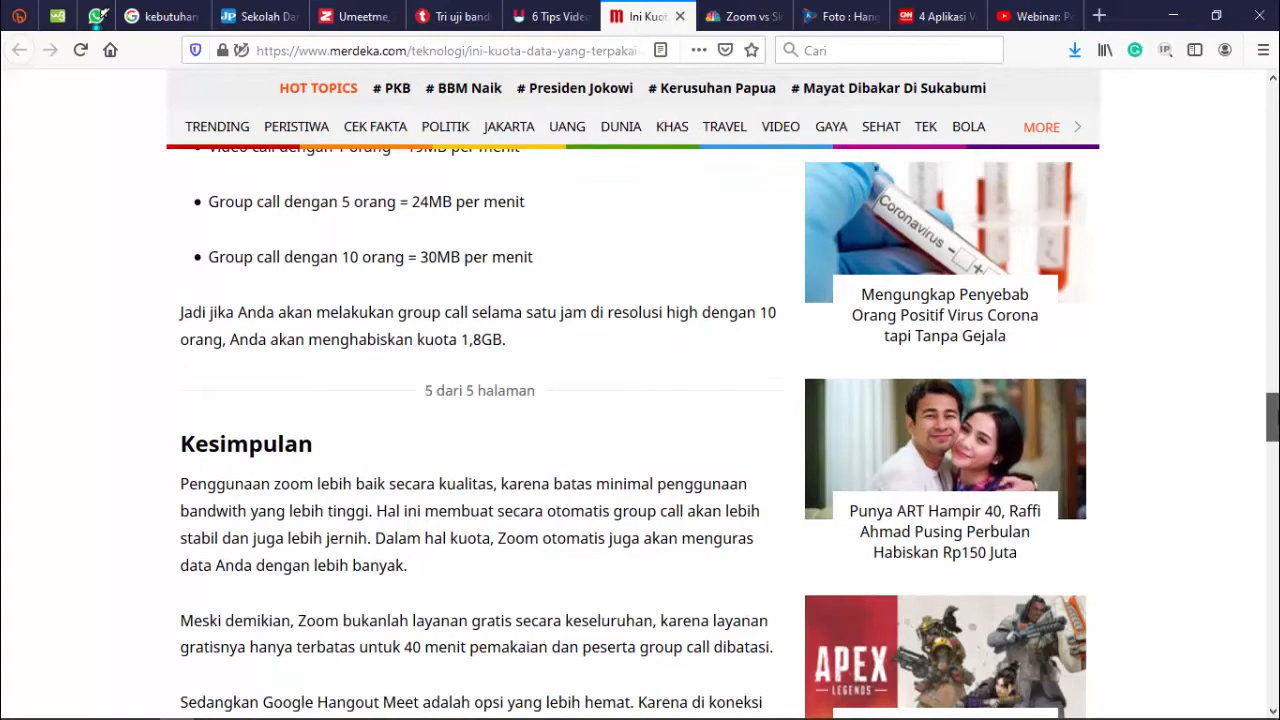 kebutuhan
Sekolah Da
Umeetme,
Tri uji band
6 Tips Vide
Ini Kuot
Zoom vs S
Foto : Han
4 Aplikasi V
Webinar: P
https://www.merdeka.com/teknologi/ini-kuota-data-yang-terpakai-
Cari
HOT TOPICS # PKB # BBM Naik # Presiden Jokowi # Kerusuhan Papua # Mayat Dibakar Di Sukabumi
TRENDING PERISTIWA CEK FAKTA POLITIK JAKARTA UANG DUNIA KHAS TRAVEL VIDEO GAYA SEHAT TEK BOLA MORE
Video call dengan 1 orang = 19MB per menit
Group call dengan 5 orang = 24MB per menit
Group call dengan 10 orang = 30MB per menit
Jadi jika Anda akan melakukan group call selama satu jam di resolusi high dengan 10
orang, Anda akan menghabiskan kuota 1,8GB.
5 dari 5 halaman
Kesimpulan
Penggunaan zoom lebih baik secara kualitas, karena batas minimal penggunaan
bandwith yang lebih tinggi. Hal ini membuat secara otomatis group call akan lebih
stabil dan juga lebih jernih. Dalam hal kuota, Zoom otomatis juga akan menguras
data Anda dengan lebih banyak.
Meski demikian, Zoom bukanlah layanan gratis secara keseluruhan, karena layanan
gratisnya hanya terbatas untuk 40 menit pemakaian dan peserta group call dibatasi.
Sedangkan Google Hangout Meet adalah opsi yang lebih hemat. Karena di koneksi
Coronavirus
Mengungkap Penyebab
Orang Positif Virus Corona
tapi Tanpa Gejala
Punya ART Hampir 40, Raffi
Ahmad Pusing Perbulan
Habiskan Rp150 Juta
APEX
LEGENDS